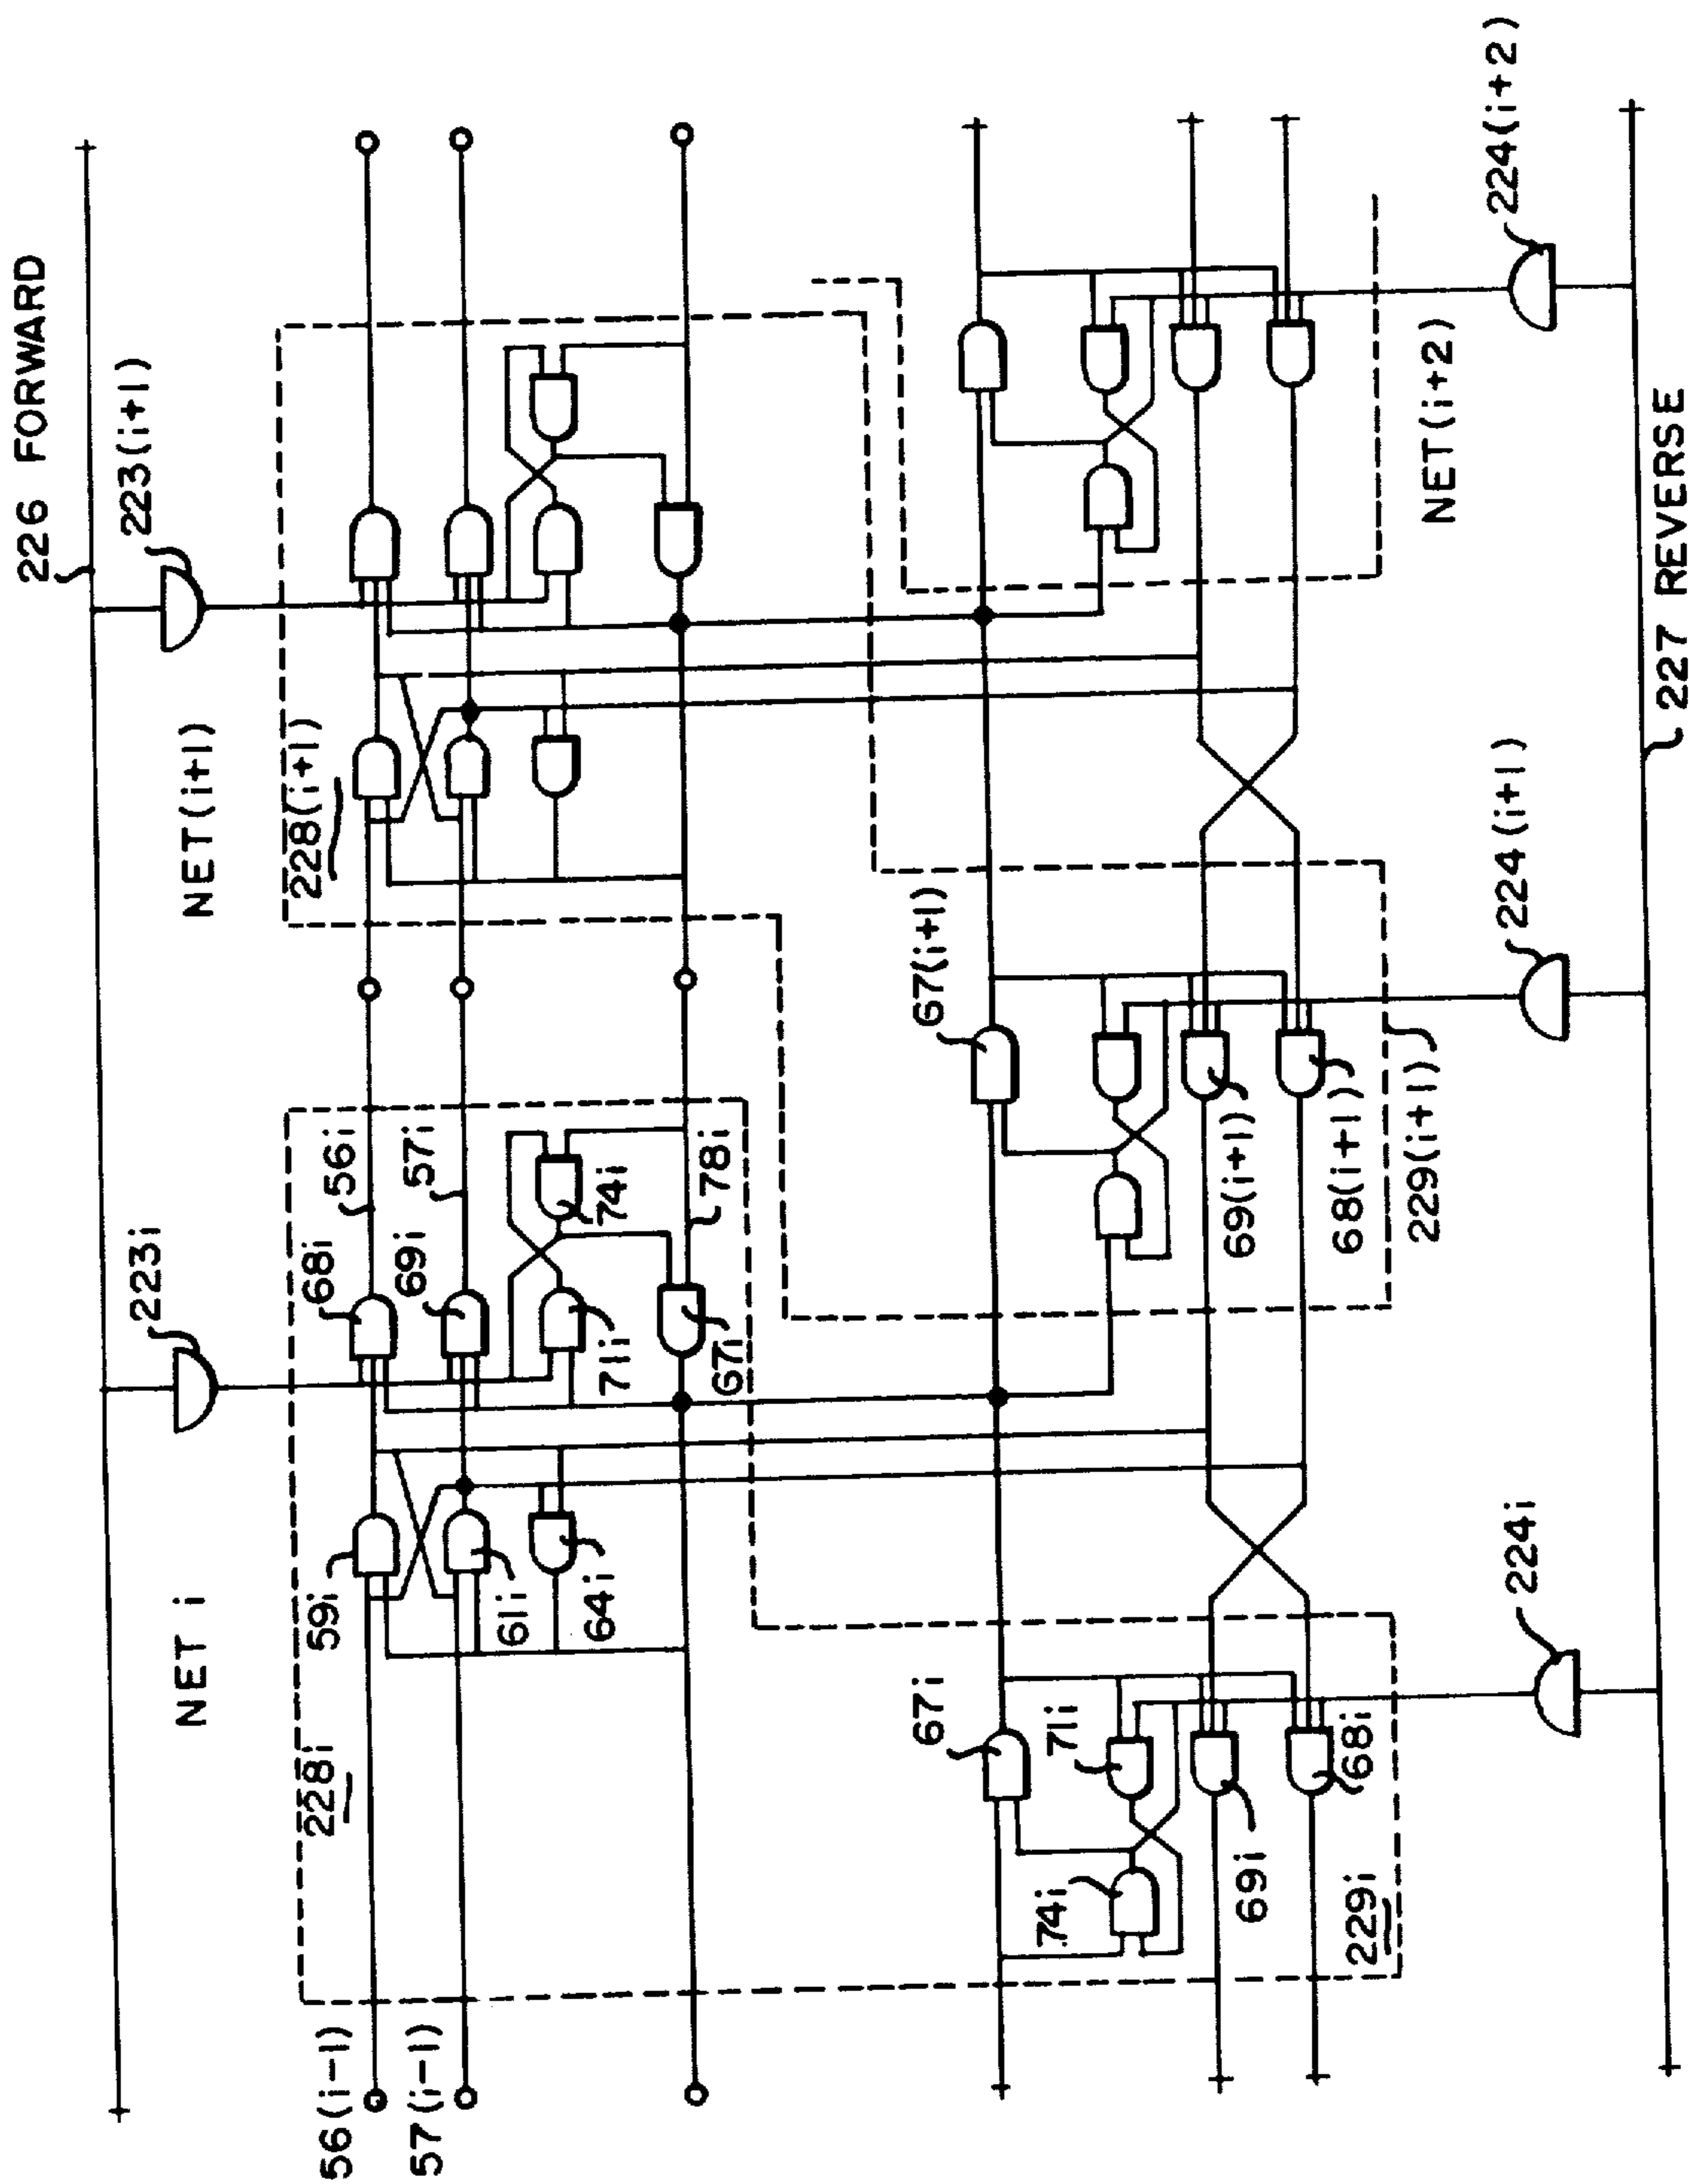 226 FORWARD
223i
223(i+1)
NET i
NET(i+1)
228i
59i
68i
56i
228(i+1)
56(i-1)
57(i-1)
61i
69i
57i
64i
71i
74i
67i
78i
67i
67(i+1)
71i
74i
69i
68i
69(i+1)
68(i+1)
229i
229(i+1)
NET(i+2)
224i
224(i+1)
224(i+2)
227 REVERSE